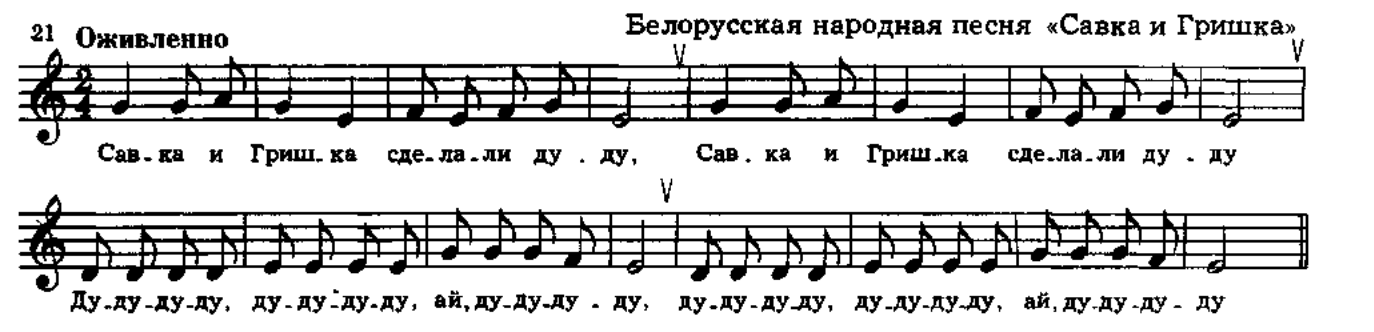 21 Оживленно
Белорусская народная песня «Савка и Гришка»
2
4
Сав-ка и Гриш-ка сде-ла-ли ду-ду, Сав-ка и Гриш-ка сде-ла-ли ду-ду
Ду-ду-ду-ду, ду-ду-ду-ду, ай, ду-ду-ду-ду, ду-ду-ду-ду, ду-ду-ду-ду, ай, ду-ду-ду-ду